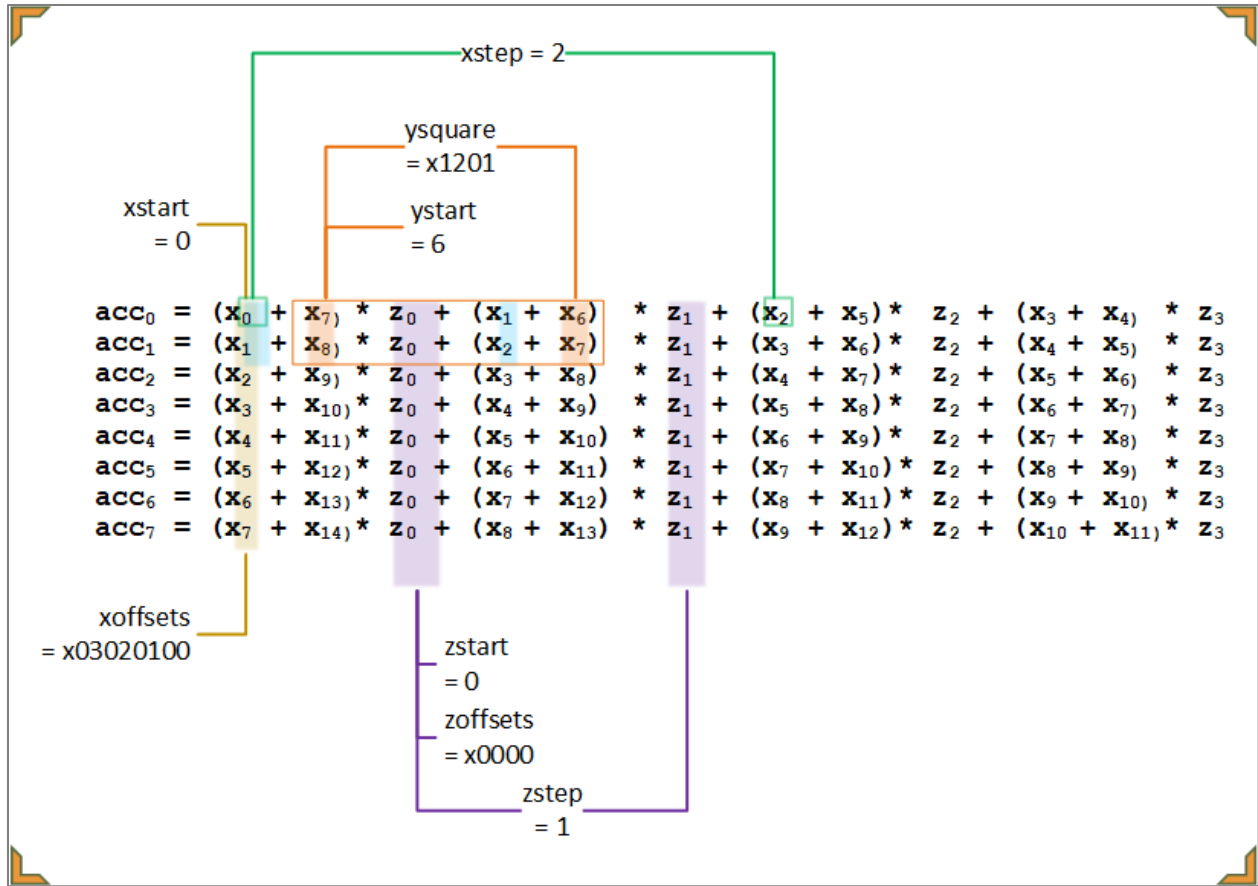 xstep = 2
ysquare
= x1201
xstart
= 0
ystart
= 6
acc₀ = (x₀ + x₇₎ * z₀ + (x₁ + x₆) * z₁ + (x₂ + x₅)* z₂ + (x₃ + x₄₎ * z₃
acc₁ = (x₁ + x₈₎ * z₀ + (x₂ + x₇) * z₁ + (x₃ + x₆)* z₂ + (x₄ + x₅₎ * z₃
acc₂ = (x₂ + x₉₎ * z₀ + (x₃ + x₈) * z₁ + (x₄ + x₇)* z₂ + (x₅ + x₆₎ * z₃
acc₃ = (x₃ + x₁₀₎* z₀ + (x₄ + x₉) * z₁ + (x₅ + x₈)* z₂ + (x₆ + x₇₎ * z₃
acc₄ = (x₄ + x₁₁₎* z₀ + (x₅ + x₁₀) * z₁ + (x₆ + x₉)* z₂ + (x₇ + x₈₎ * z₃
acc₅ = (x₅ + x₁₂₎* z₀ + (x₆ + x₁₁) * z₁ + (x₇ + x₁₀)* z₂ + (x₈ + x₉₎ * z₃
acc₆ = (x₆ + x₁₃₎* z₀ + (x₇ + x₁₂) * z₁ + (x₈ + x₁₁)* z₂ + (x₉ + x₁₀₎ * z₃
acc₇ = (x₇ + x₁₄₎* z₀ + (x₈ + x₁₃) * z₁ + (x₉ + x₁₂)* z₂ + (x₁₀ + x₁₁₎* z₃
xoffsets
= x03020100
zstart
= 0
zoffsets
= x0000
zstep
= 1